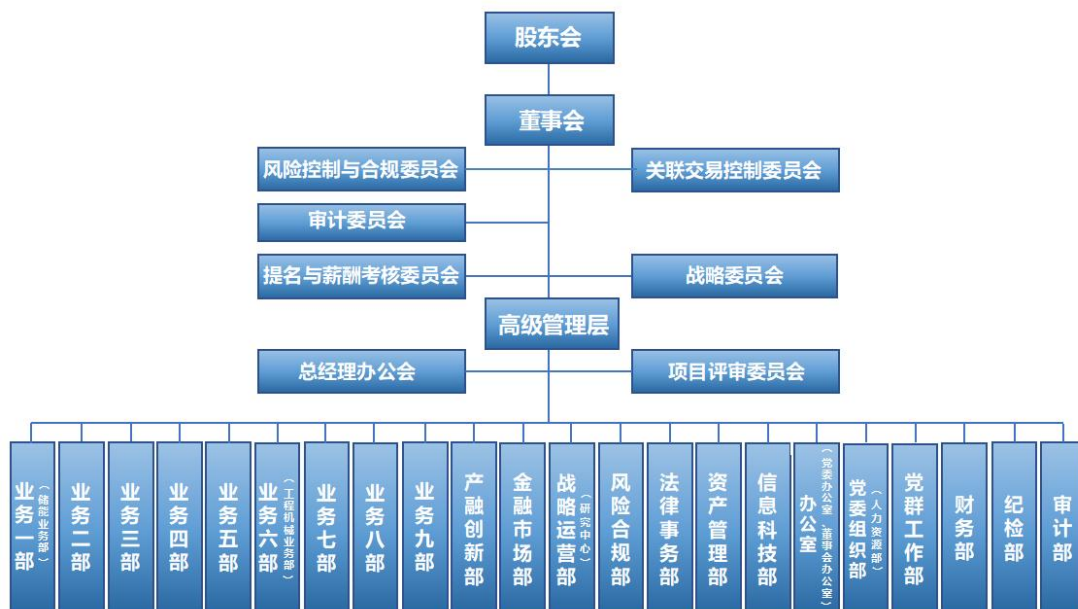 股东会
董事会
风险控制与合规委员会
关联交易控制委员会
审计委员会
提名与薪酬考核委员会
战略委员会
高级管理层
总经理办公会
项目评审委员会
业务一部
（储能业务部）
业务二部
业务三部
业务四部
业务五部
业务六部
（工程机械业务部）
业务七部
业务八部
业务九部
产融创新部
金融市场部
战略运营部
（研究中心）
风险合规部
法律事务部
资产管理部
信息科技部
办公室
（党委办公室、董事会办公室）
党委组织部
（人力资源部）
党群工作部
财务部
纪检部
审计部